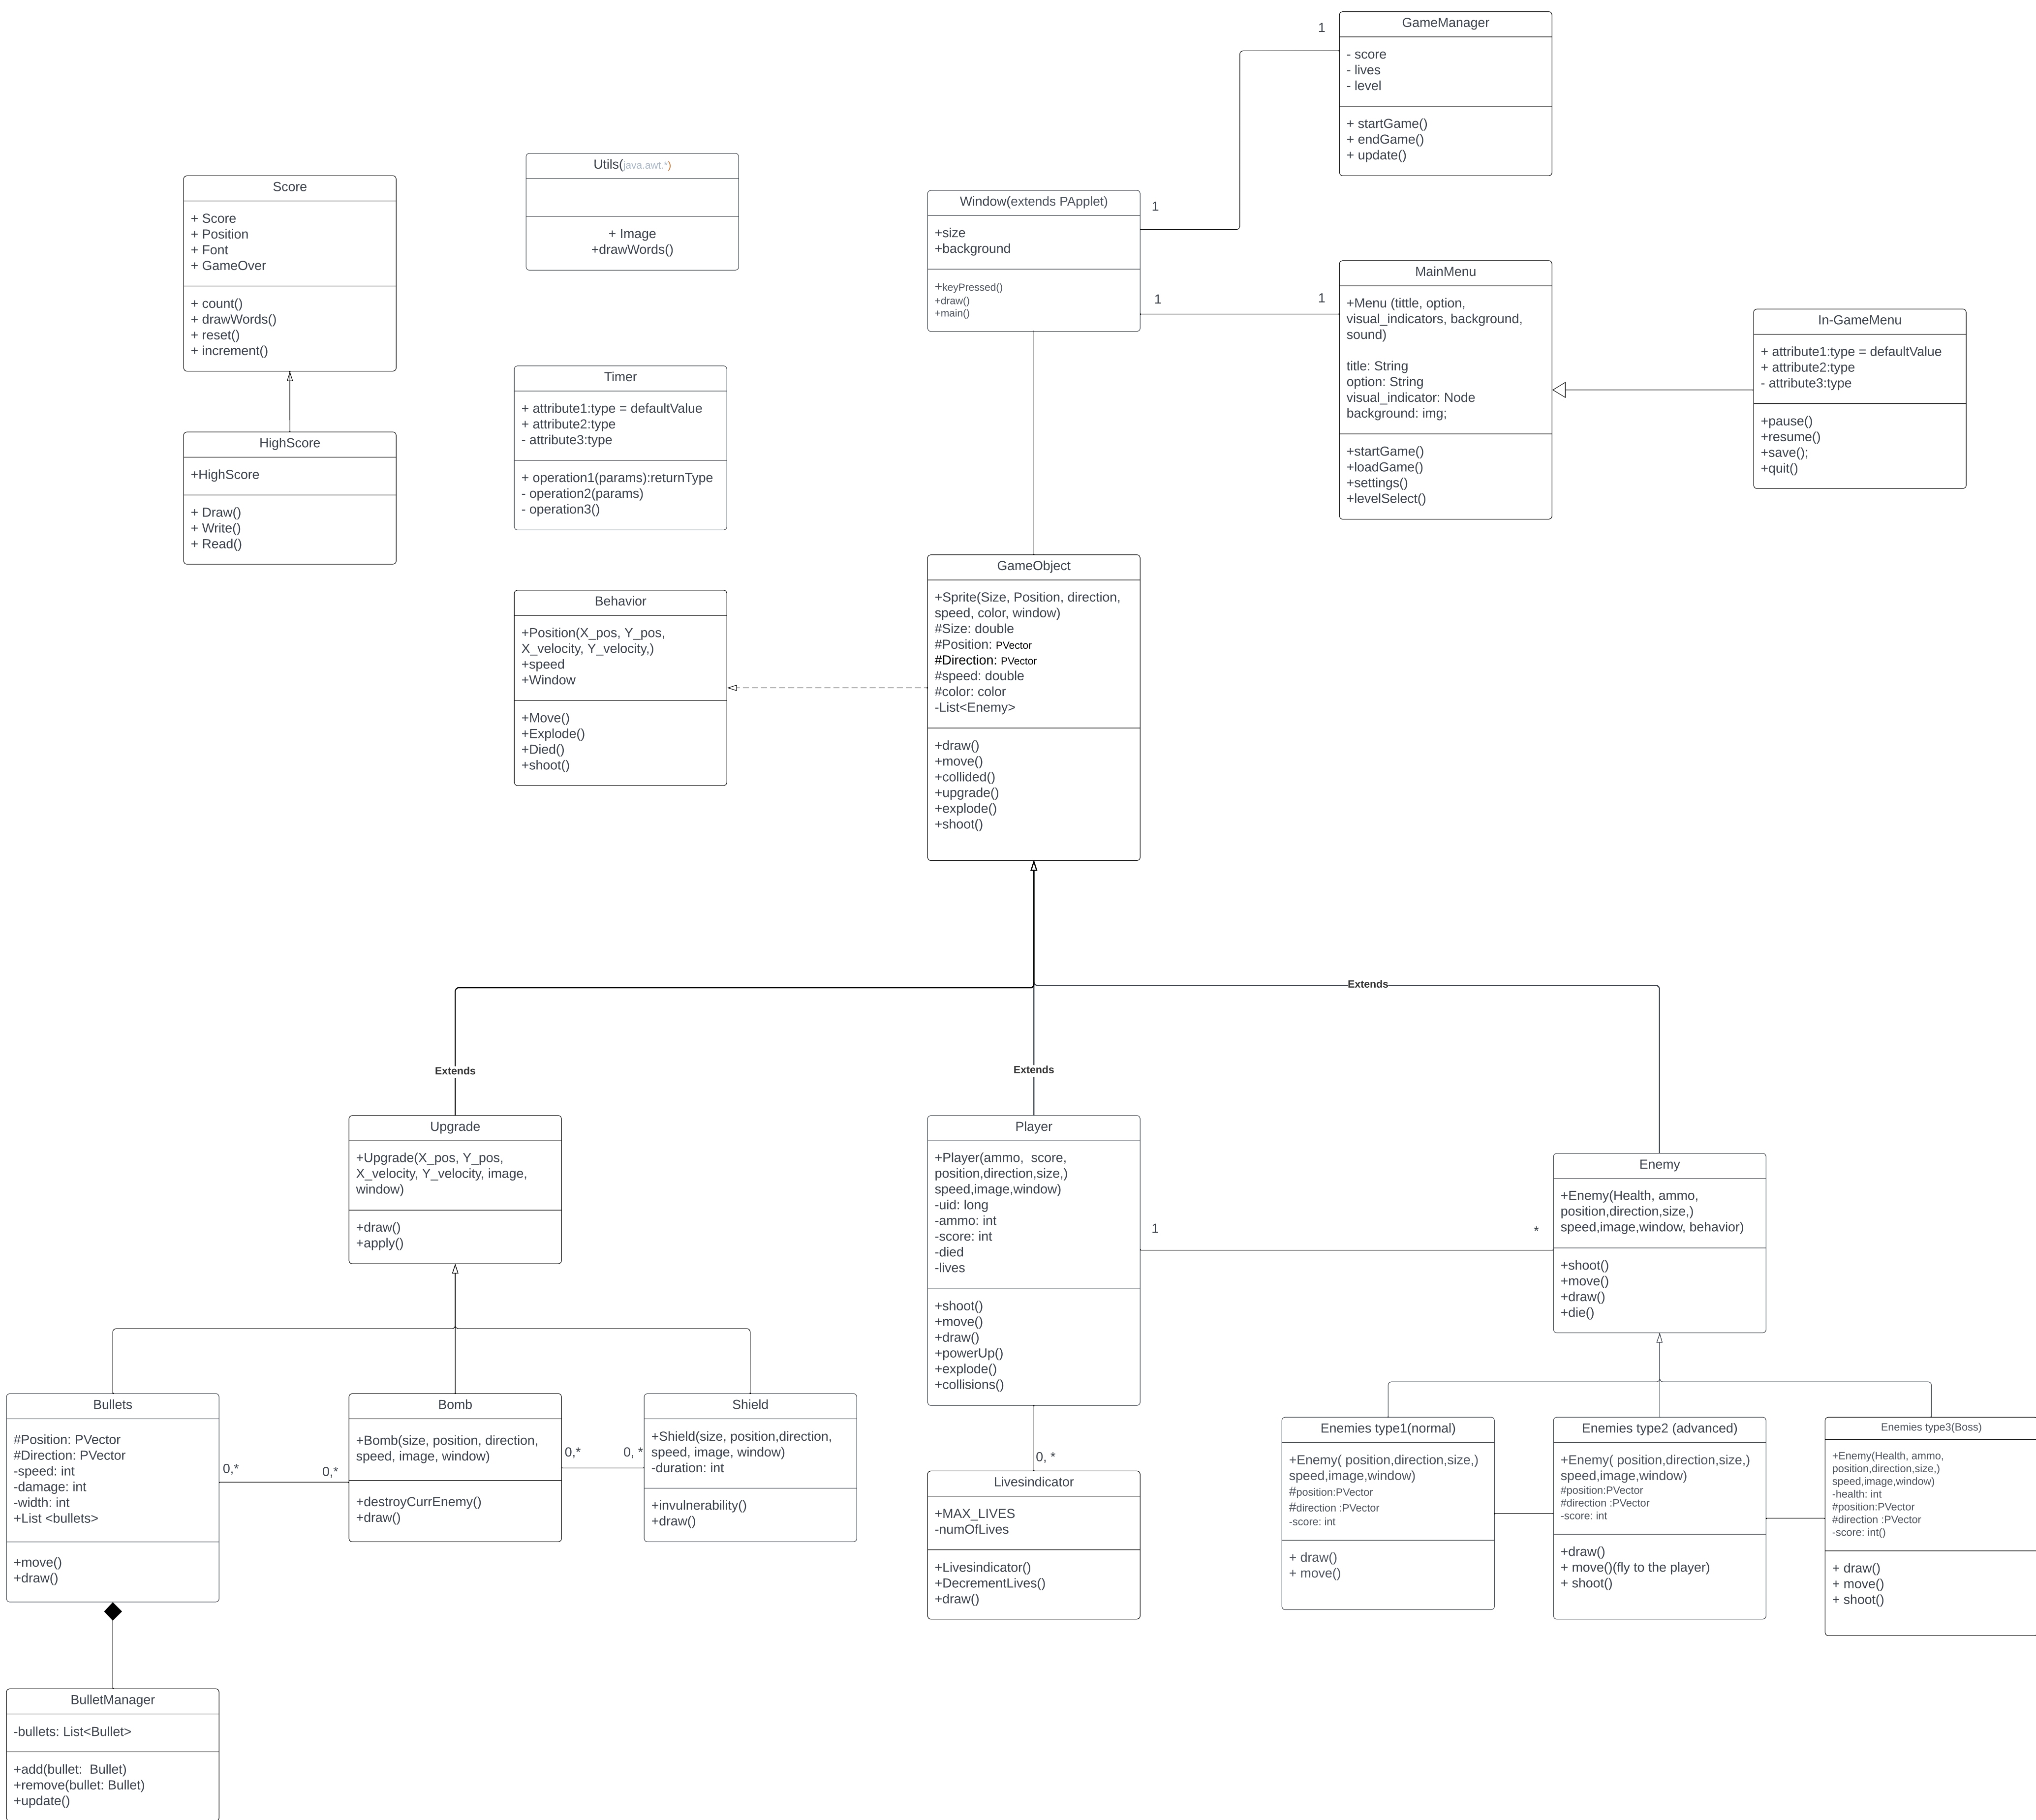 GameManager
- score
- lives
- level
+ startGame()
+ endGame()
+ update()
1
1
Utils(java.awt.*)
+ Image
+drawWords()
Score
+ Score
+ Position
+ Font
+ GameOver
+ count()
+ drawWords()
+ reset()
+ increment()
Window(extends PApplet)
+size
+background
+keyPressed()
+draw()
+main()
1
1
MainMenu
+Menu (tittle, option,
visual_indicators, background,
sound)
title: String
option: String
visual_indicator: Node
background: img;
+startGame()
+loadGame()
+settings()
+levelSelect()
In-GameMenu
+ attribute1:type = defaultValue
+ attribute2:type
- attribute3:type
+pause()
+resume()
+save();
+quit()
Timer
+ attribute1:type = defaultValue
+ attribute2:type
- attribute3:type
+ operation1(params):returnType
- operation2(params)
- operation3()
HighScore
+HighScore
+ Draw()
+ Write()
+ Read()
GameObject
+Sprite(Size, Position, direction,
speed, color, window)
#Size: double
#Position: PVector
#Direction: PVector
#speed: double
#color: color
-List<Enemy>
+draw()
+move()
+collided()
+upgrade()
+explode()
+shoot()
Behavior
+Position(X_pos, Y_pos,
X_velocity, Y_velocity,)
+speed
+Window
+Move()
+Explode()
+Died()
+shoot()
Extends
Extends
Extends
Upgrade
+Upgrade(X_pos, Y_pos,
X_velocity, Y_velocity, image,
window)
+draw()
+apply()
Player
+Player(ammo,  score,
position,direction,size,)
speed,image,window)
-uid: long
-ammo: int
-score: int
-died
-lives
+shoot()
+move()
+draw()
+powerUp()
+explode()
+collisions()
1
*
Enemy
+Enemy(Health, ammo,
position,direction,size,)
speed,image,window, behavior)
+shoot()
+move()
+draw()
+die()
Bullets
#Position: PVector
#Direction: PVector
-speed: int
-damage: int
-width: int
+List <bullets>
+move()
+draw()
0,*
0,*
Bomb
+Bomb(size, position, direction,
speed, image, window)
+destroyCurrEnemy()
+draw()
0,*
0, *
Shield
+Shield(size, position,direction,
speed, image, window)
-duration: int
+invulnerability()
+draw()
0, *
Livesindicator
+MAX_LIVES
-numOfLives
+Livesindicator()
+DecrementLives()
+draw()
Enemies type1(normal)
+Enemy( position,direction,size,)
speed,image,window)
#position:PVector
#direction :PVector
-score: int
+ draw()
+ move()
Enemies type2 (advanced)
+Enemy( position,direction,size,)
speed,image,window)
#position:PVector
#direction :PVector
-score: int
+draw()
+ move()(fly to the player)
+ shoot()
Enemies type3(Boss)
+Enemy(Health, ammo,
position,direction,size,)
speed,image,window)
-health: int
#position:PVector
#direction :PVector
-score: int()
+ draw()
+ move()
+ shoot()
BulletManager
-bullets: List<Bullet>
+add(bullet:  Bullet)
+remove(bullet: Bullet)
+update()